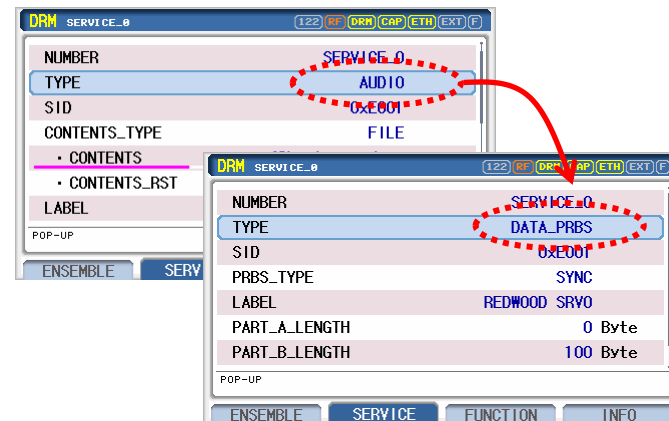 DRM SERVICE_0 (122) RF DRM CAP ETH EXT F
NUMBER SERVICE_0
TYPE AUDIO
SID 0xE001
CONTENTS_TYPE FILE
· CONTENTS
· CONTENTS_RST
LABEL
POP-UP
ENSEMBLE SERV
DRM SERVICE_0 (122) RF DRM CAP ETH EXT F
NUMBER SERVICE_0
TYPE DATA_PRBS
SID 0xE001
PRBS_TYPE SYNC
LABEL REDWOOD SRV0
PART_A_LENGTH 0 Byte
PART_B_LENGTH 100 Byte
POP-UP
ENSEMBLE SERVICE FUNCTION INFO